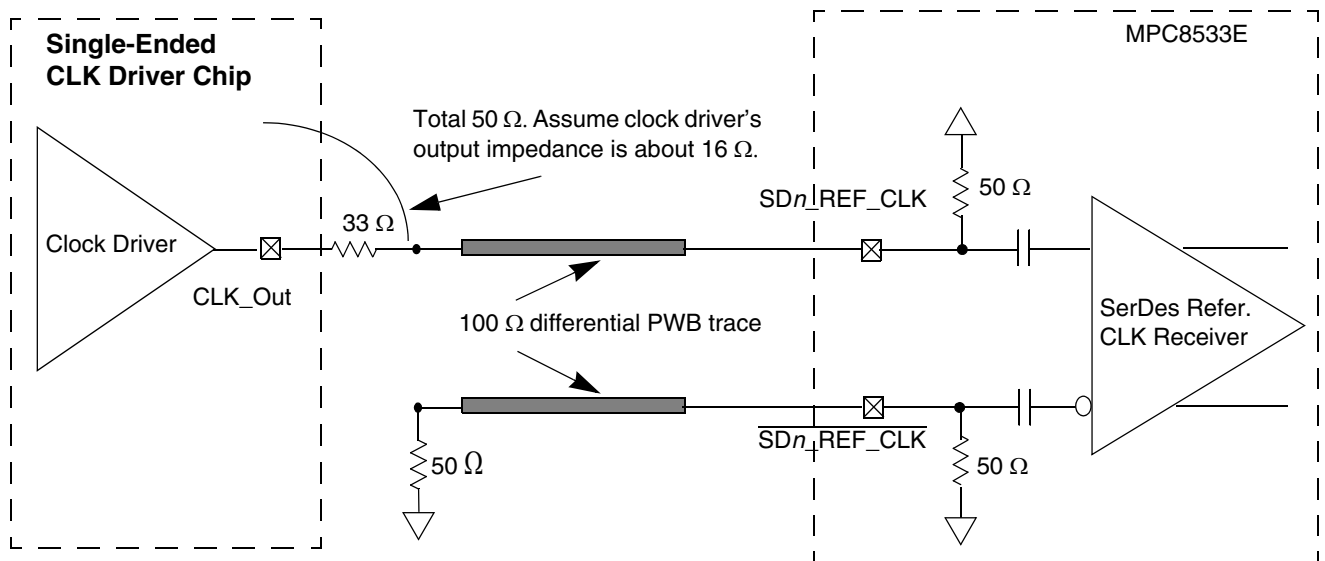 Single-Ended
CLK Driver Chip
MPC8533E
Total 50 Ω. Assume clock driver's
output impedance is about 16 Ω.
SDn_REF_CLK
50 Ω
33 Ω
Clock Driver
CLK_Out
100 Ω differential PWB trace
SerDes Refer.
CLK Receiver
SDn_REF_CLK
50 Ω
50 Ω